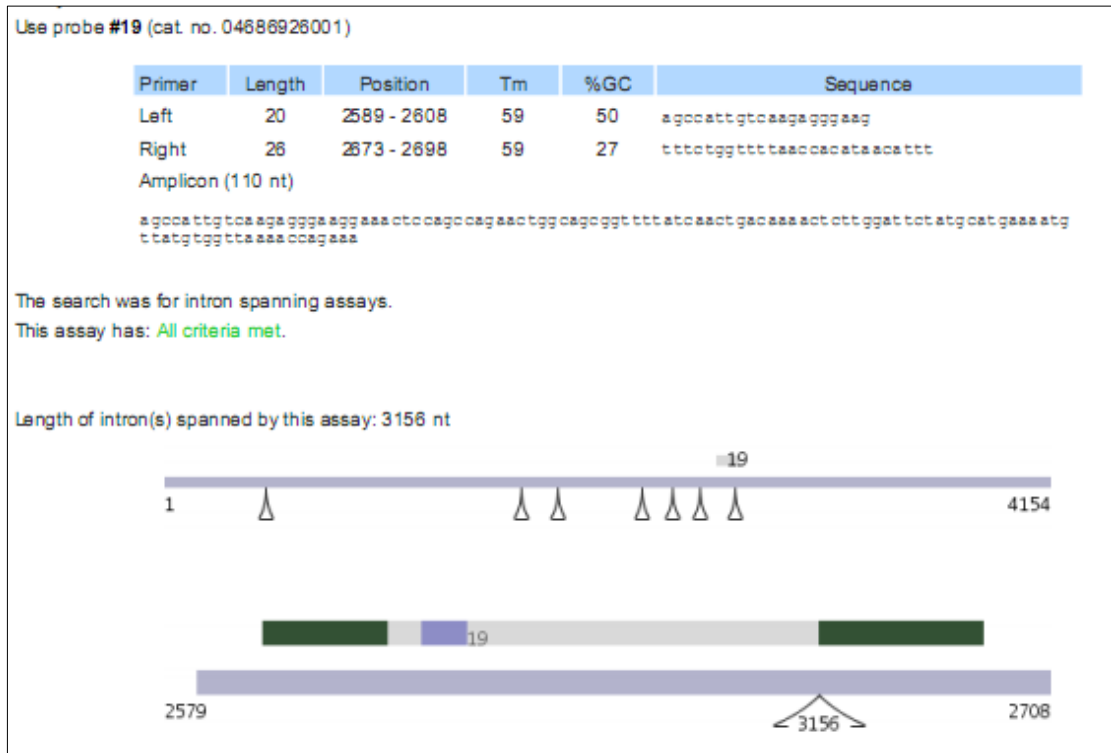 Use probe #19 (cat. no. 04686926001)
Primer Length Position Tm %GC Sequence
Left 20 2589 - 2608 59 50 agccattgtcaagagggaag
Right 26 2673 - 2698 59 27 tttctggttttaaccacataacattt
Amplicon (110 nt)
agccattgtcaagagggaaggaaactccagccagaactggcagcggttttatcaactgacaaaactcttggattctatgcatgaaaatg
ttatgtggttaaaaccagaaa
The search was for intron spanning assays.
This assay has: All criteria met.
Length of intron(s) spanned by this assay: 3156 nt
19
1 4154
19
2579 2708
3156